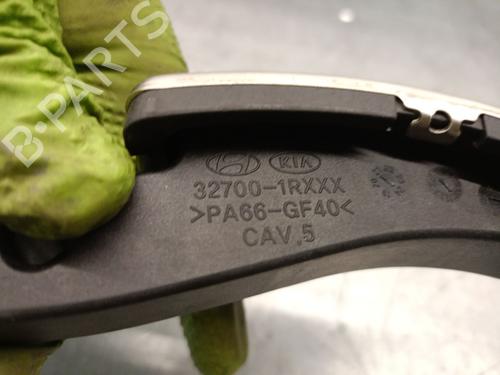 B-PARTS
KIA
32700-1RXXX
>PA66-GF40<
CAV.5